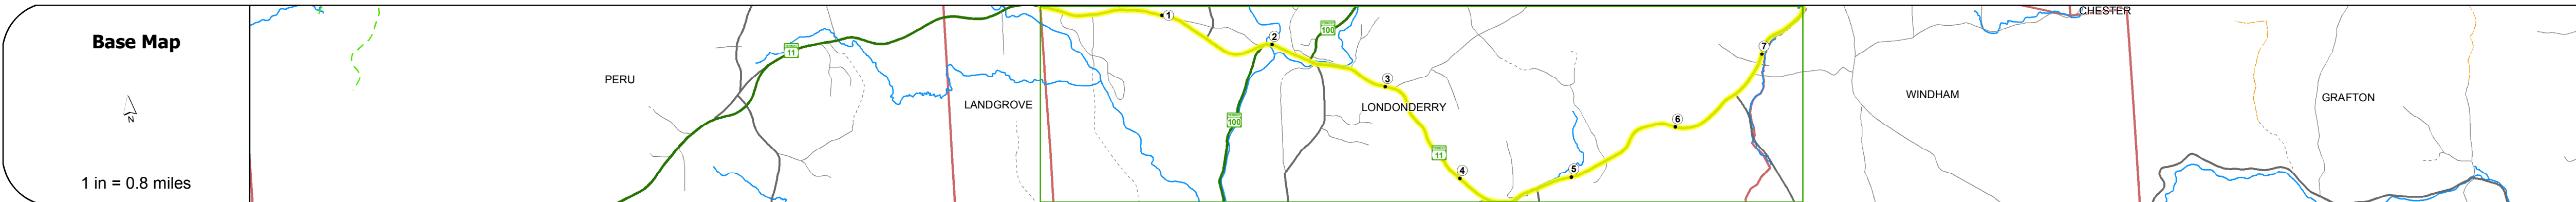 Base Map
N
1 in = 0.8 miles
PERU
11
LANDGROVE
1
2
100
100
3
LONDONDERRY
11
4
5
6
7
CHESTER
WINDHAM
GRAFTON